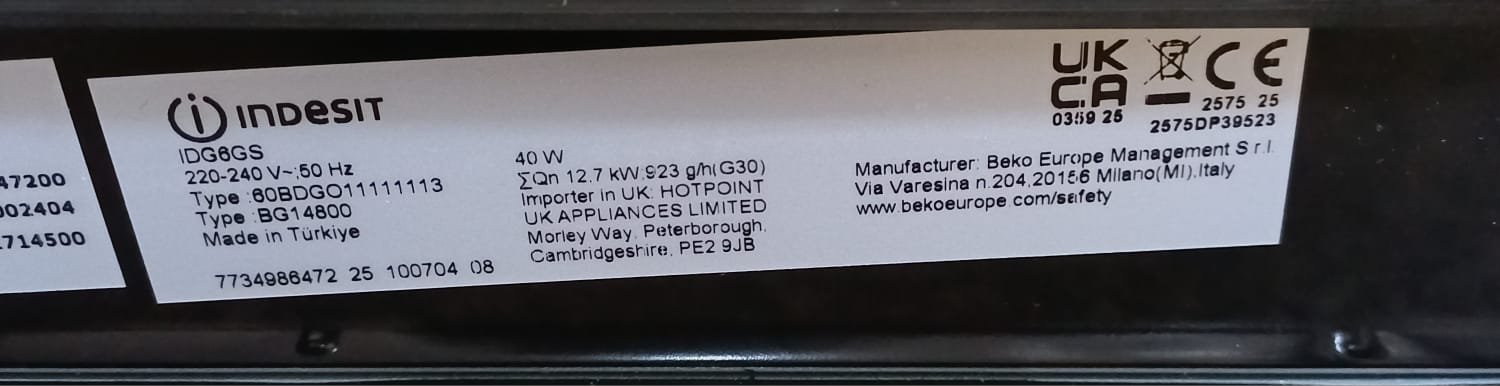 47200
02404
714500
INDESIT
IDG6GS
220-240 V~;50 Hz
Type :60BDGO11111113
Type :BG14800
Made in Türkiye
7734986472 25 100704 08
40 W
∑Qn 12.7 kW;923 g/h(G30)
Importer in UK: HOTPOINT
UK APPLIANCES LIMITED
Morley Way, Peterborough,
Cambridgeshire, PE2 9JB
UK
CA
0359 25
CE
2575 25
2575DP39523
Manufacturer: Beko Europe Management S.r.l.
Via Varesina n.204,20156 Milano(MI),Italy
www.bekoeurope.com/safety